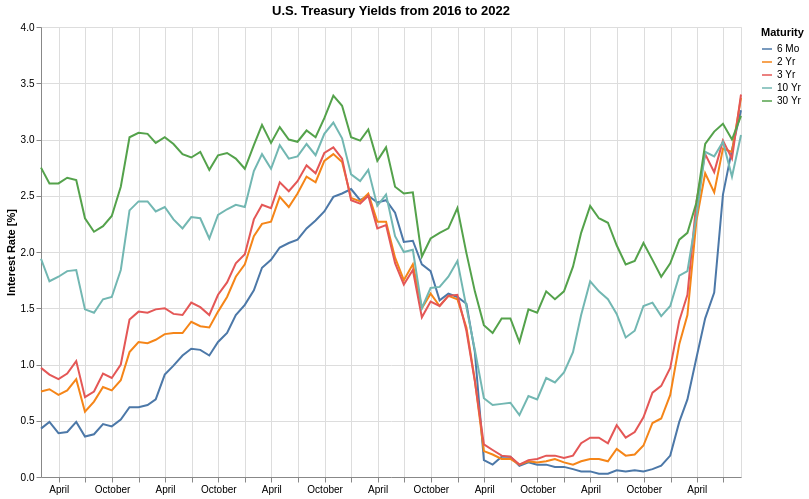 U.S. Treasury Yields from 2016 to 2022
Maturity
6 Mo
2 Yr
3 Yr
10 Yr
30 Yr
Interest Rate [%]
4.0
3.5
3.0
2.5
2.0
1.5
1.0
0.5
0.0
April October April October April October April October April October April October April